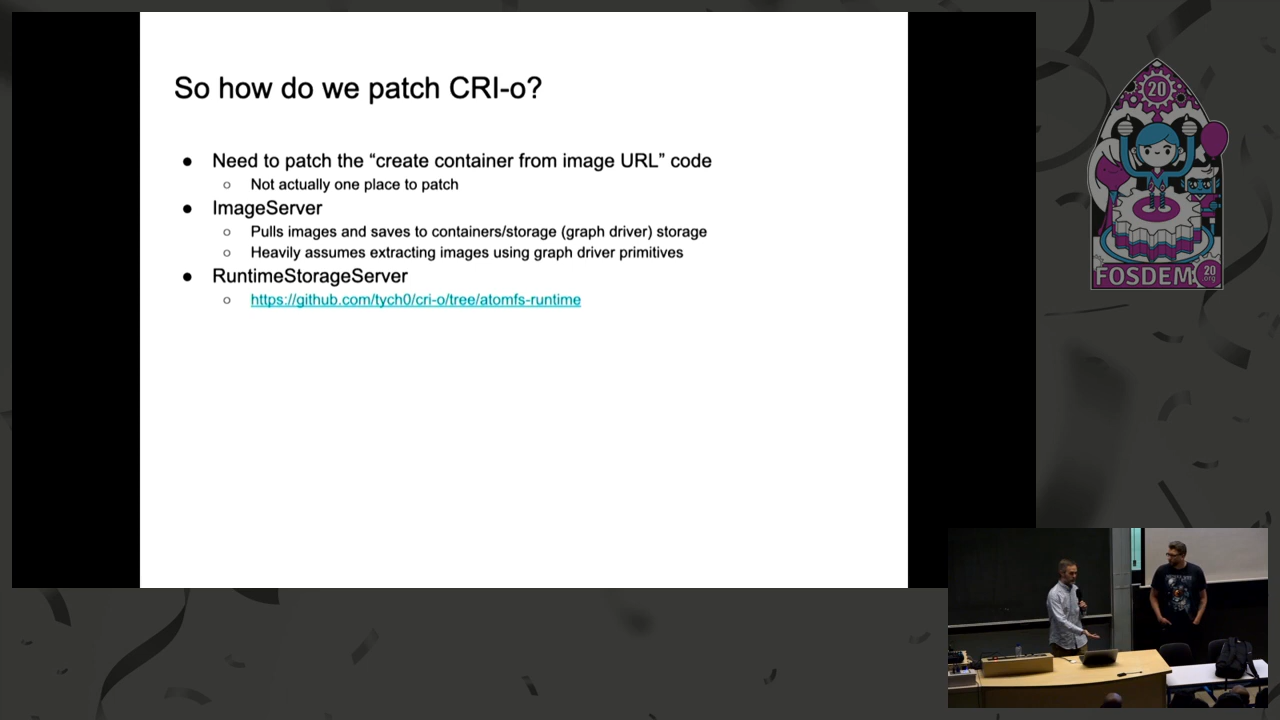 So how do we patch CRI-o?
● Need to patch the “create container from image URL” code
○ Not actually one place to patch
● ImageServer
○ Pulls images and saves to containers/storage (graph driver) storage
○ Heavily assumes extracting images using graph driver primitives
● RuntimeStorageServer
○ https://github.com/tych0/cri-o/tree/atomfs-runtime
20
FOSDEM
20
.org